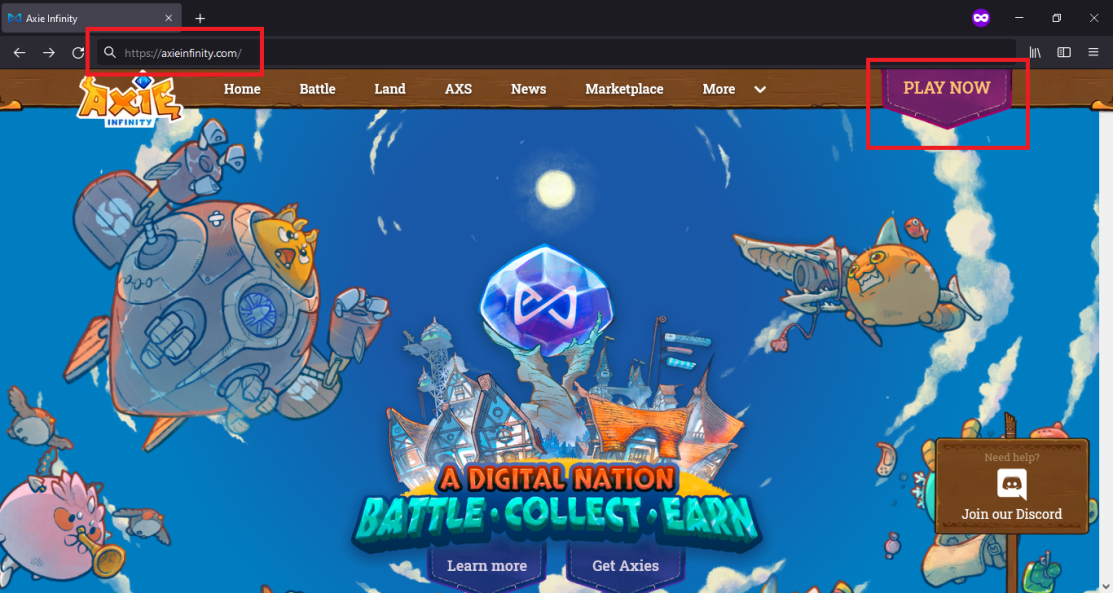 Axie Infinity
https://axieinfinity.com/
AXIE
INFINITY
Home
Battle
Land
AXS
News
Marketplace
More
PLAY NOW
A DIGITAL NATION
BATTLE · COLLECT · EARN
Learn more
Get Axies
Need help?
Join our Discord